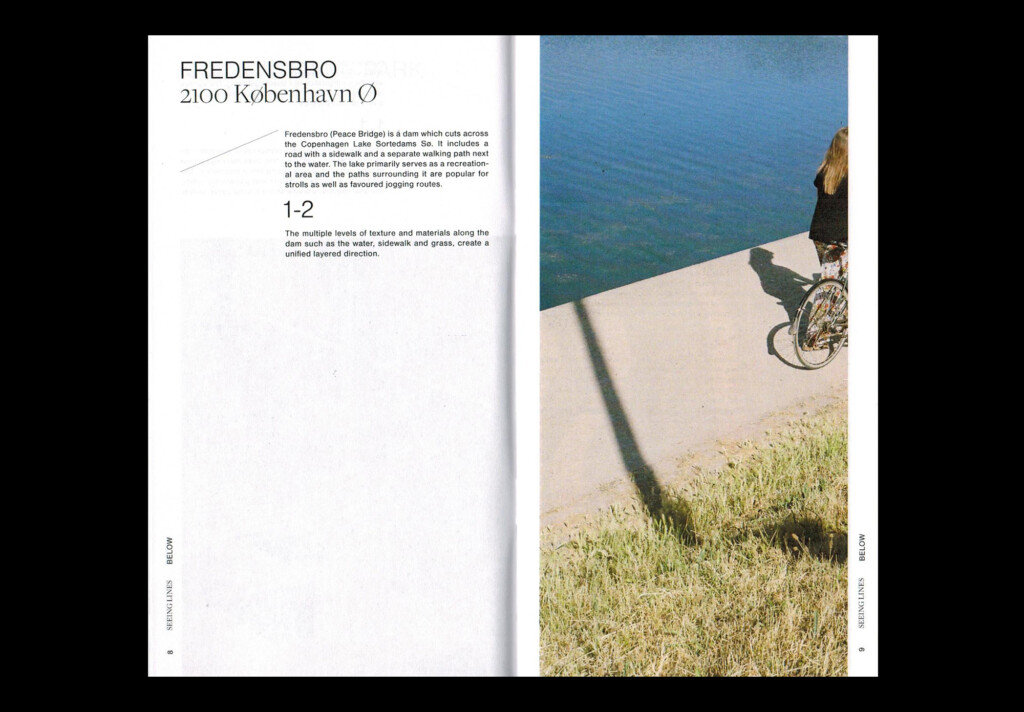 FREDENSBRO
2100 København Ø
Fredensbro (Peace Bridge) is a dam which cuts across
the Copenhagen Lake Sortedams Sø. It includes a
road with a sidewalk and a separate walking path next
to the water. The lake primarily serves as a recreation-
al area and the paths surrounding it are popular for
strolls as well as favoured jogging routes.
1-2
The multiple levels of texture and materials along the
dam such as the water, sidewalk and grass, create a
unified layered direction.
8 SEEING LINES BELOW
9 SEEING LINES BELOW